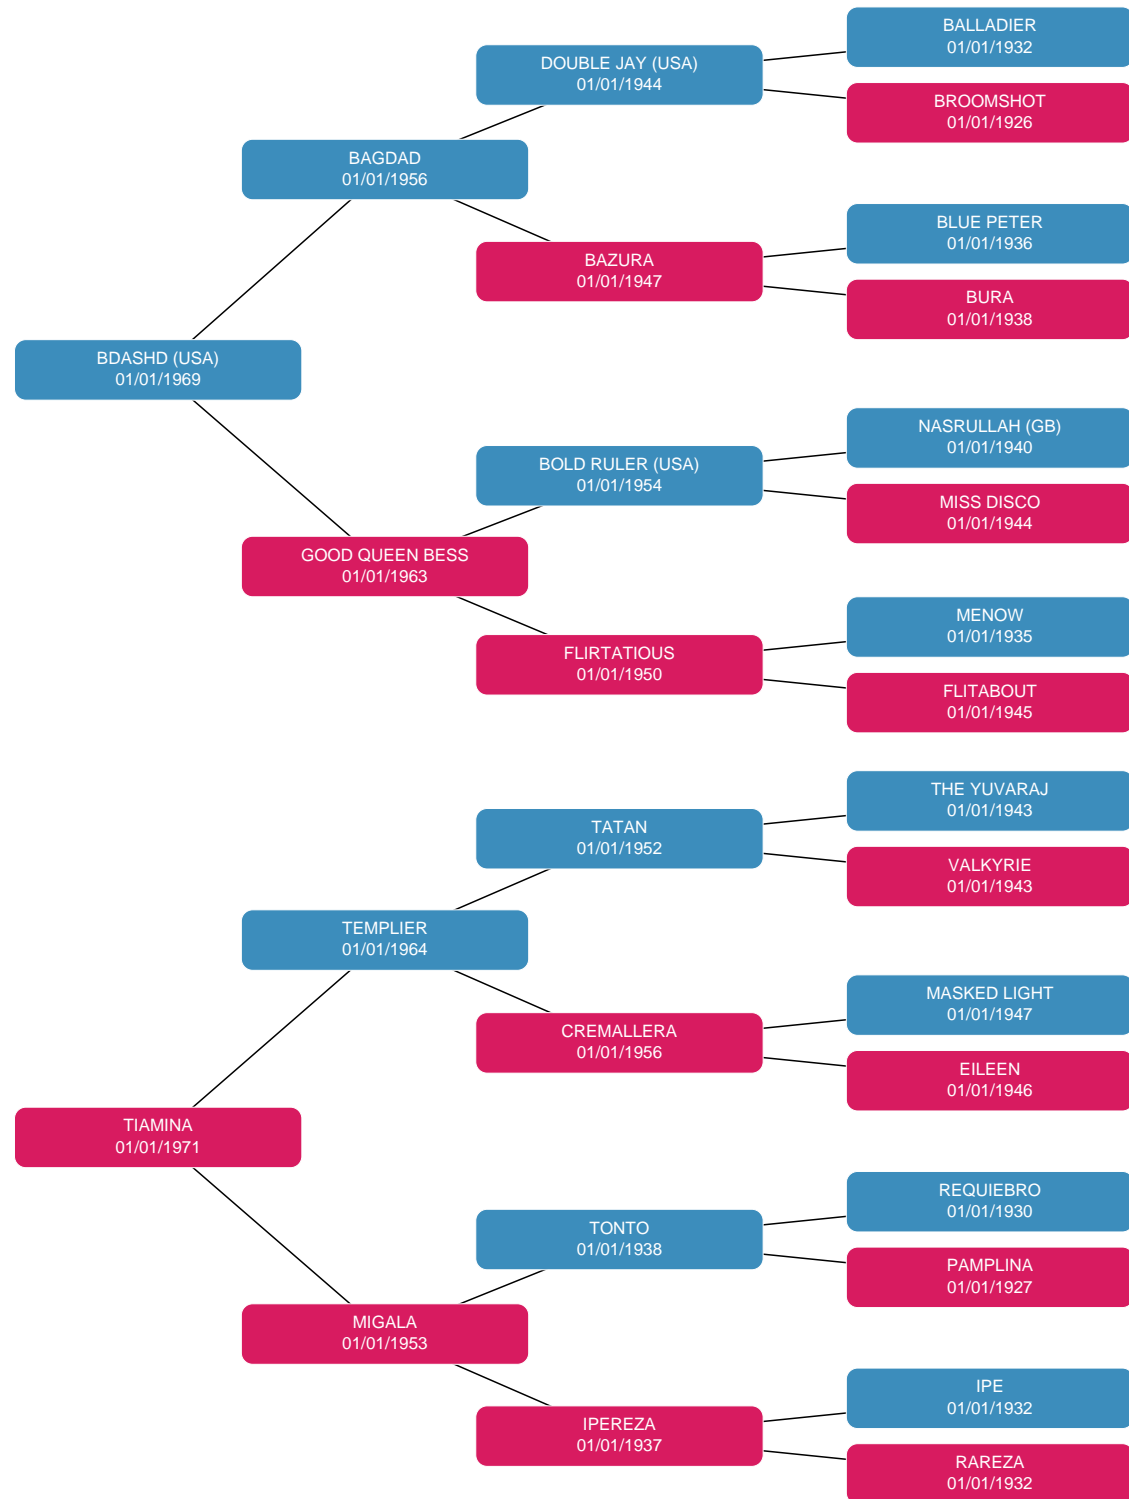 BALLADIER
01/01/1932
DOUBLE JAY (USA)
01/01/1944
BROOMSHOT
01/01/1926
BAGDAD
01/01/1956
BLUE PETER
01/01/1936
BAZURA
01/01/1947
BURA
01/01/1938
BDASHD (USA)
01/01/1969
NASRULLAH (GB)
01/01/1940
BOLD RULER (USA)
01/01/1954
MISS DISCO
01/01/1944
GOOD QUEEN BESS
01/01/1963
MENOW
01/01/1935
FLIRTATIOUS
01/01/1950
FLITABOUT
01/01/1945
THE YUVARAJ
01/01/1943
TATAN
01/01/1952
VALKYRIE
01/01/1943
TEMPLIER
01/01/1964
MASKED LIGHT
01/01/1947
CREMALLERA
01/01/1956
EILEEN
01/01/1946
TIAMINA
01/01/1971
REQUIEBRO
01/01/1930
TONTO
01/01/1938
PAMPLINA
01/01/1927
MIGALA
01/01/1953
IPE
01/01/1932
IPEREZA
01/01/1937
RAREZA
01/01/1932